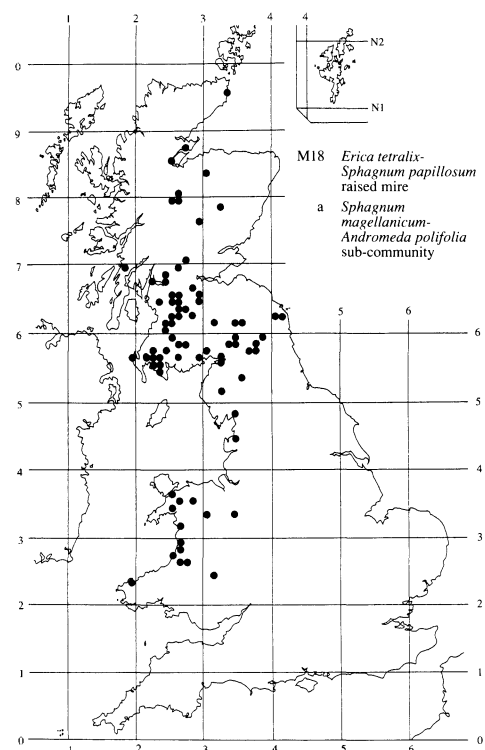 2 3 4 4
N2
0 N1
9
M18 Erica tetralix-
Sphagnum papillosum
raised mire
8 a Sphagnum
magellanicum-
Andromeda polifolia
sub-community
7
5 6
6 6
5 5
4 4
3 3
2 2
1 1
0 0
1 2 3 4 5 6